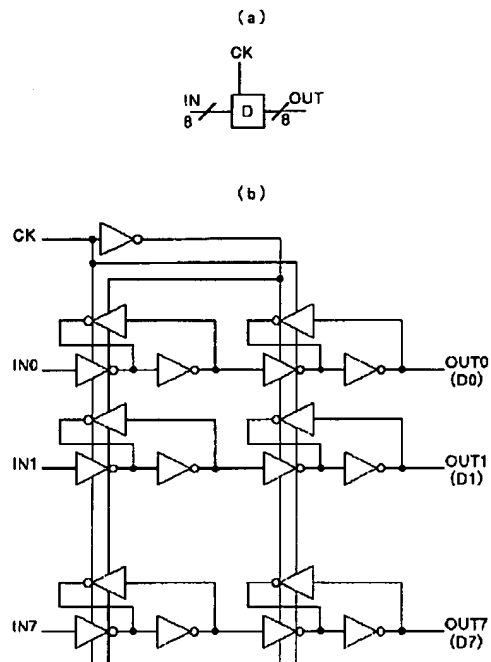 (a)
CK
IN
OUT
8
D
8
(b)
CK
IN0
OUT0
(D0)
IN1
OUT1
(D1)
IN7
OUT7
(D7)